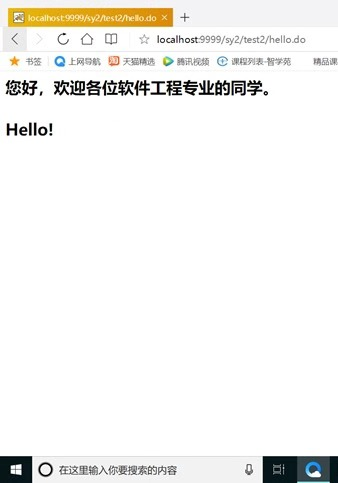 localhost:9999/sy2/test2/hello.do
localhost:9999/sy2/test2/hello.do
书签 上网导航 天猫精选 腾讯视频 课程列表-智学苑 精品课
您好，欢迎各位软件工程专业的同学。
Hello!
在这里输入你要搜索的内容